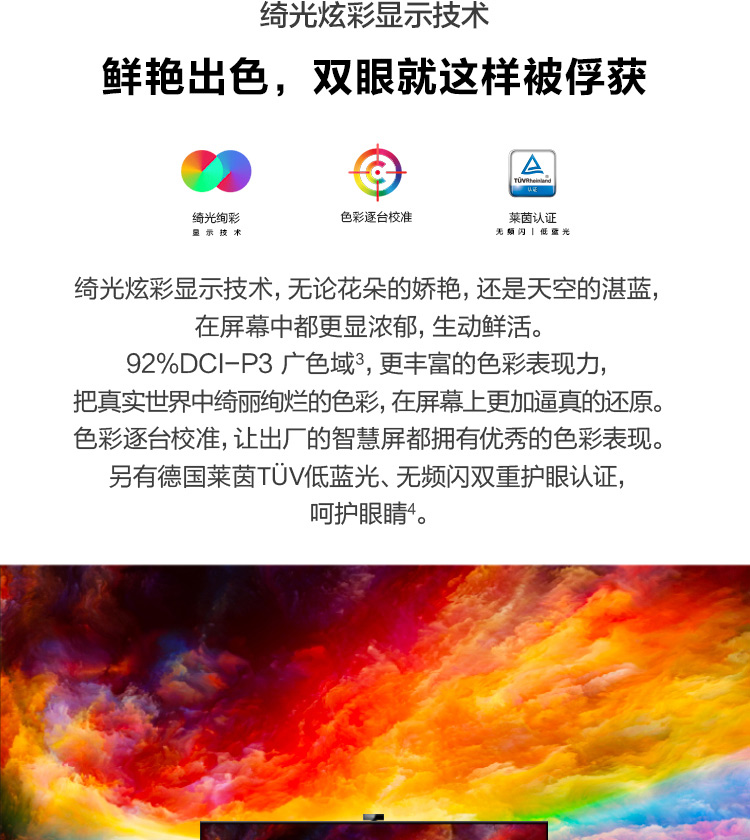 绮光炫彩显示技术
鲜艳出色，双眼就这样被俘获
TÜVRheinland
认证
绮光绚彩
显示技术
色彩逐台校准
莱茵认证
无频闪丨低蓝光
绮光炫彩显示技术，无论花朵的娇艳，还是天空的湛蓝，
在屏幕中都更显浓郁，生动鲜活。
92%DCI-P3 广色域3，更丰富的色彩表现力，
把真实世界中绮丽绚烂的色彩，在屏幕上更加逼真的还原。
色彩逐台校准，让出厂的智慧屏都拥有优秀的色彩表现。
另有德国莱茵TÜV低蓝光、无频闪双重护眼认证，
呵护眼睛4。